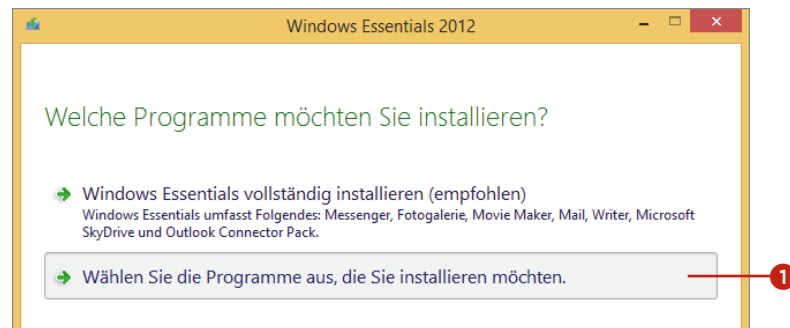 Windows Essentials 2012
Welche Programme möchten Sie installieren?
Windows Essentials vollständig installieren (empfohlen)
Windows Essentials umfasst Folgendes: Messenger, Fotogalerie, Movie Maker, Mail, Writer, Microsoft
SkyDrive und Outlook Connector Pack.
Wählen Sie die Programme aus, die Sie installieren möchten.
1